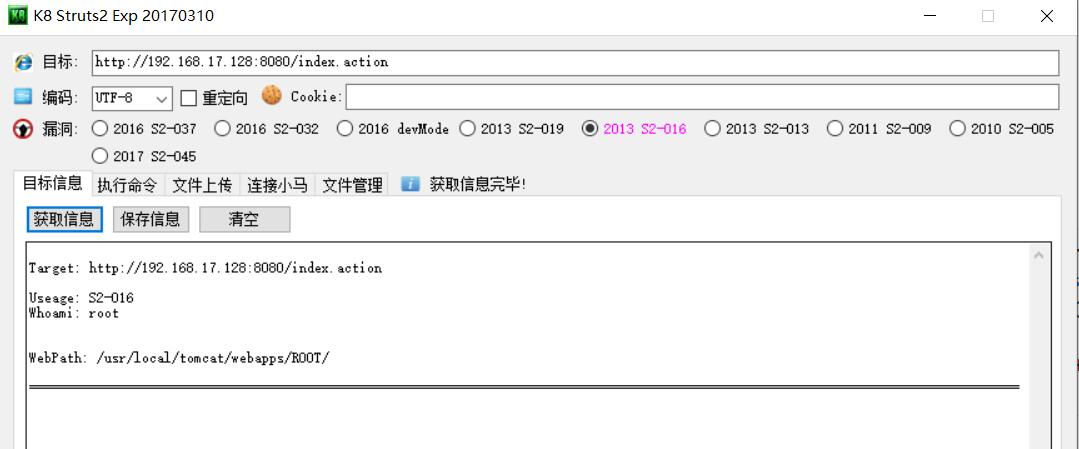 K8 Struts2 Exp 20170310
目标: http://192.168.17.128:8080/index.action
编码: UTF-8 重定向 Cookie:
漏洞: 2016 S2-037 2016 S2-032 2016 devMode 2013 S2-019 2013 S2-016 2013 S2-013 2011 S2-009 2010 S2-005
2017 S2-045
目标信息 执行命令 文件上传 连接小马 文件管理 获取信息完毕!
获取信息 保存信息 清空
Target: http://192.168.17.128:8080/index.action
Useage: S2-016
Whoami: root
WebPath: /usr/local/tomcat/webapps/ROOT/